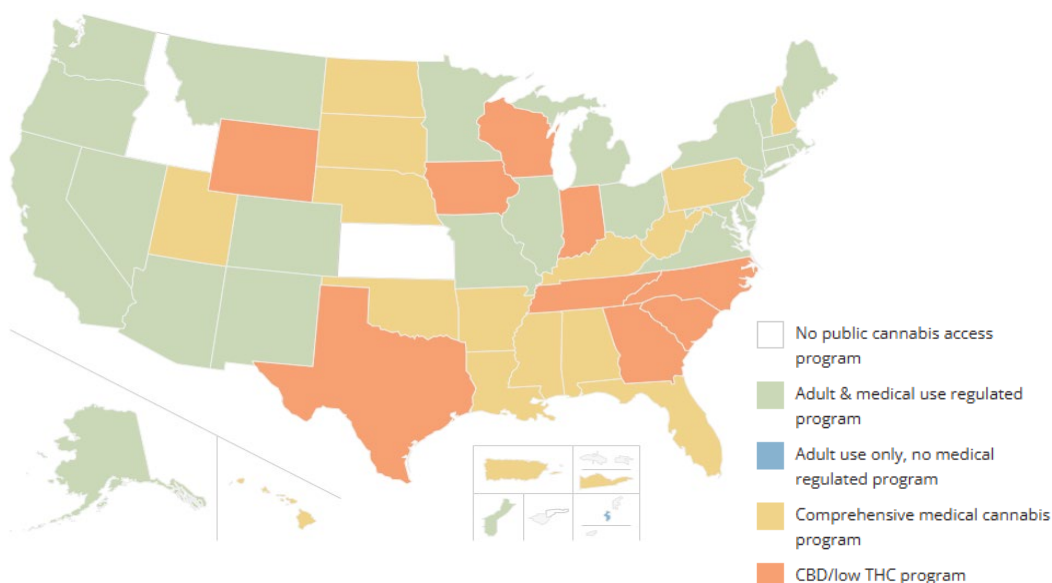 No public cannabis access
program
Adult & medical use regulated
program
Adult use only, no medical
regulated program
Comprehensive medical cannabis
program
CBD/low THC program